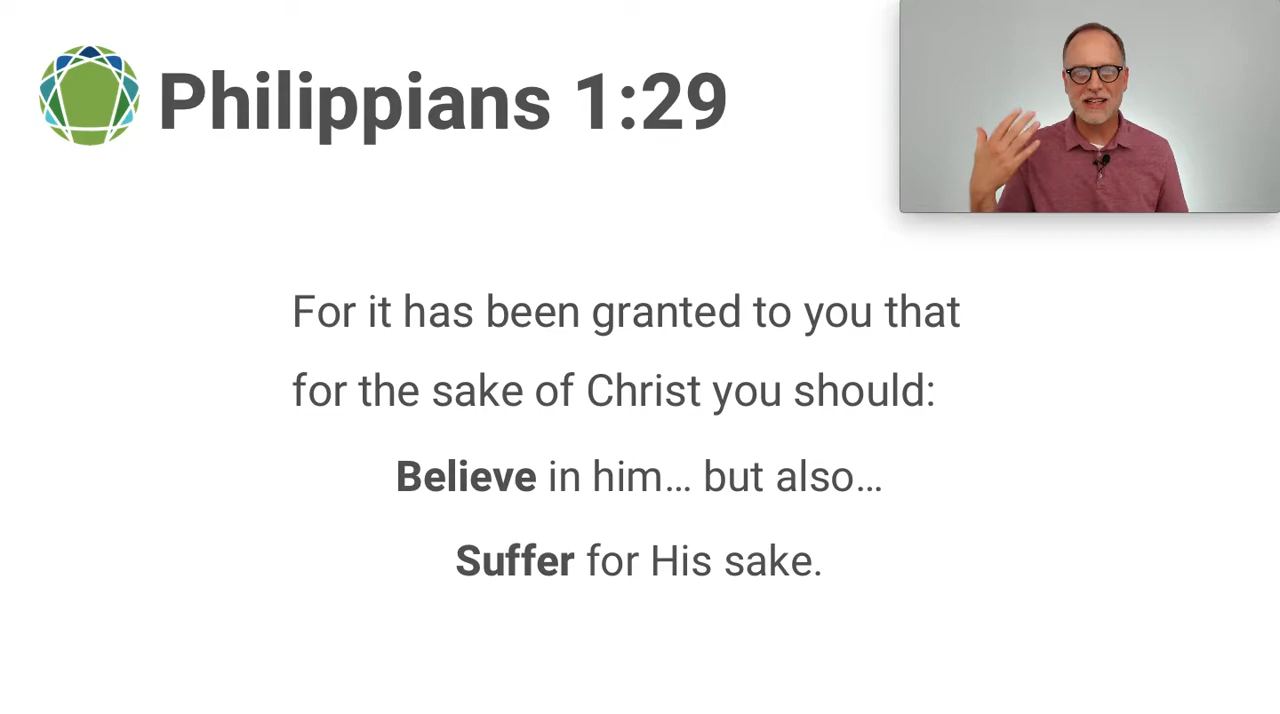 Philippians 1:29
For it has been granted to you that
for the sake of Christ you should:
Believe in him… but also…
Suffer for His sake.